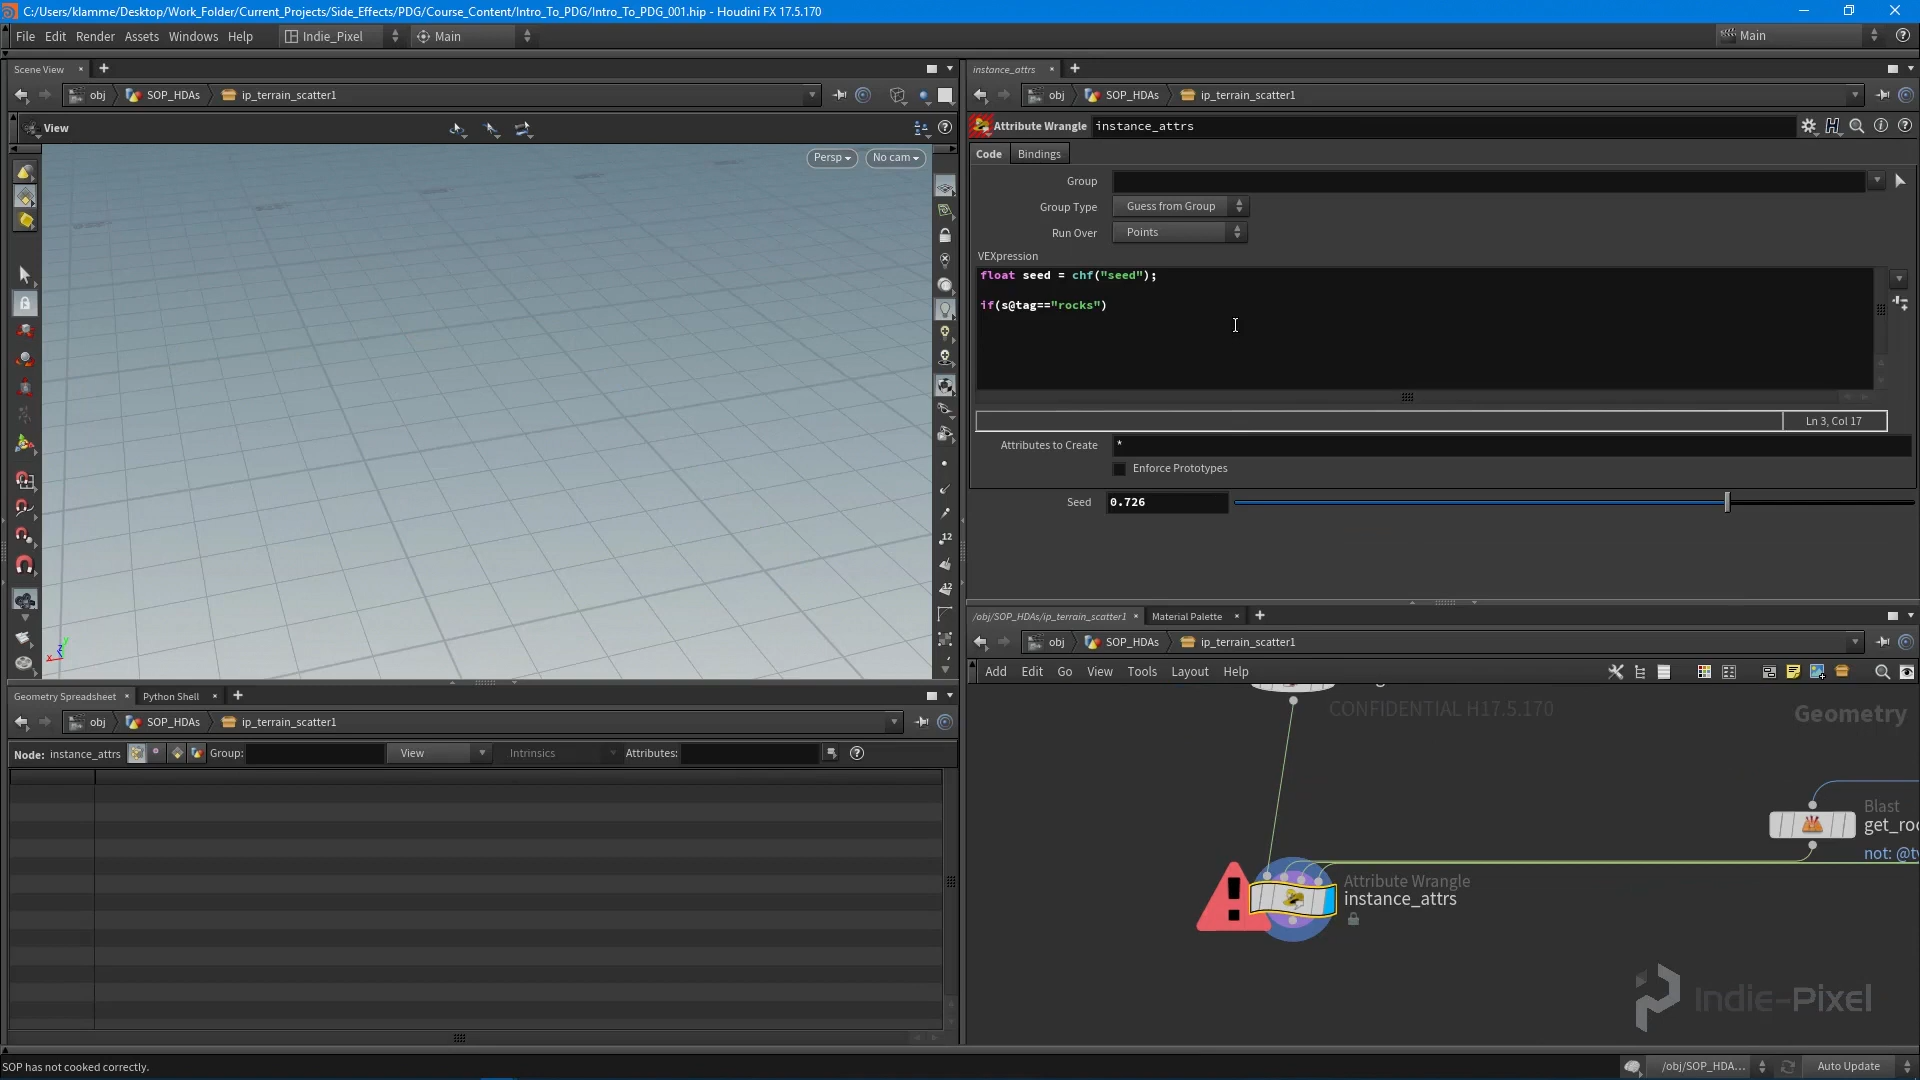 C:/Users/klamme/Desktop/Work_Folder/Current_Projects/Side_Effects/PDG/Course_Content/Intro_To_PDG/Intro_To_PDG_001.hip - Houdini FX 17.5.170
File Edit Render Assets Windows Help Indie_Pixel Main Main
Scene View
obj SOP_HDAs ip_terrain_scatter1
View
Persp No cam
12
12
x y z
instance_attrs
obj SOP_HDAs ip_terrain_scatter1
Attribute Wrangle instance_attrs
Code Bindings
Group
Group Type Guess from Group
Run Over Points
VEXpression
float seed = chf("seed");
if(s@tag=="rocks")
Ln 3, Col 17
Attributes to Create *
Enforce Prototypes
Seed 0.726
/obj/SOP_HDAs/ip_terrain_scatter1 Material Palette
obj SOP_HDAs ip_terrain_scatter1
Add Edit Go View Tools Layout Help
CONFIDENTIAL H17.5.170
Geometry
Blast
get_roc
not: @ty
Attribute Wrangle
instance_attrs
Indie-Pixel
Geometry Spreadsheet Python Shell
obj SOP_HDAs ip_terrain_scatter1
Node: instance_attrs Group: View Intrinsics Attributes:
SOP has not cooked correctly.
/obj/SOP_HDA... Auto Update